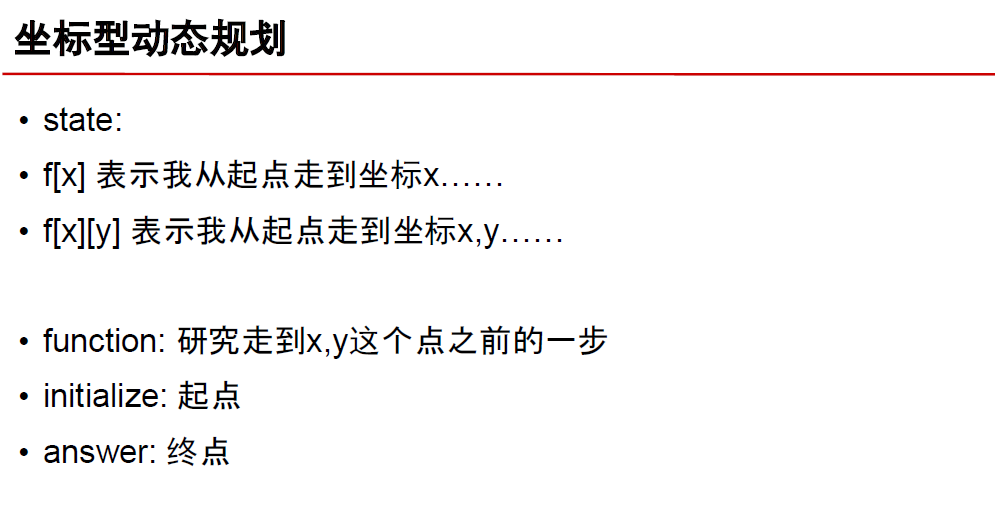 坐标型动态规划
• state:
• f[x] 表示我从起点走到坐标x……
• f[x][y] 表示我从起点走到坐标x,y……
• function: 研究走到x,y这个点之前的一步
• initialize: 起点
• answer: 终点